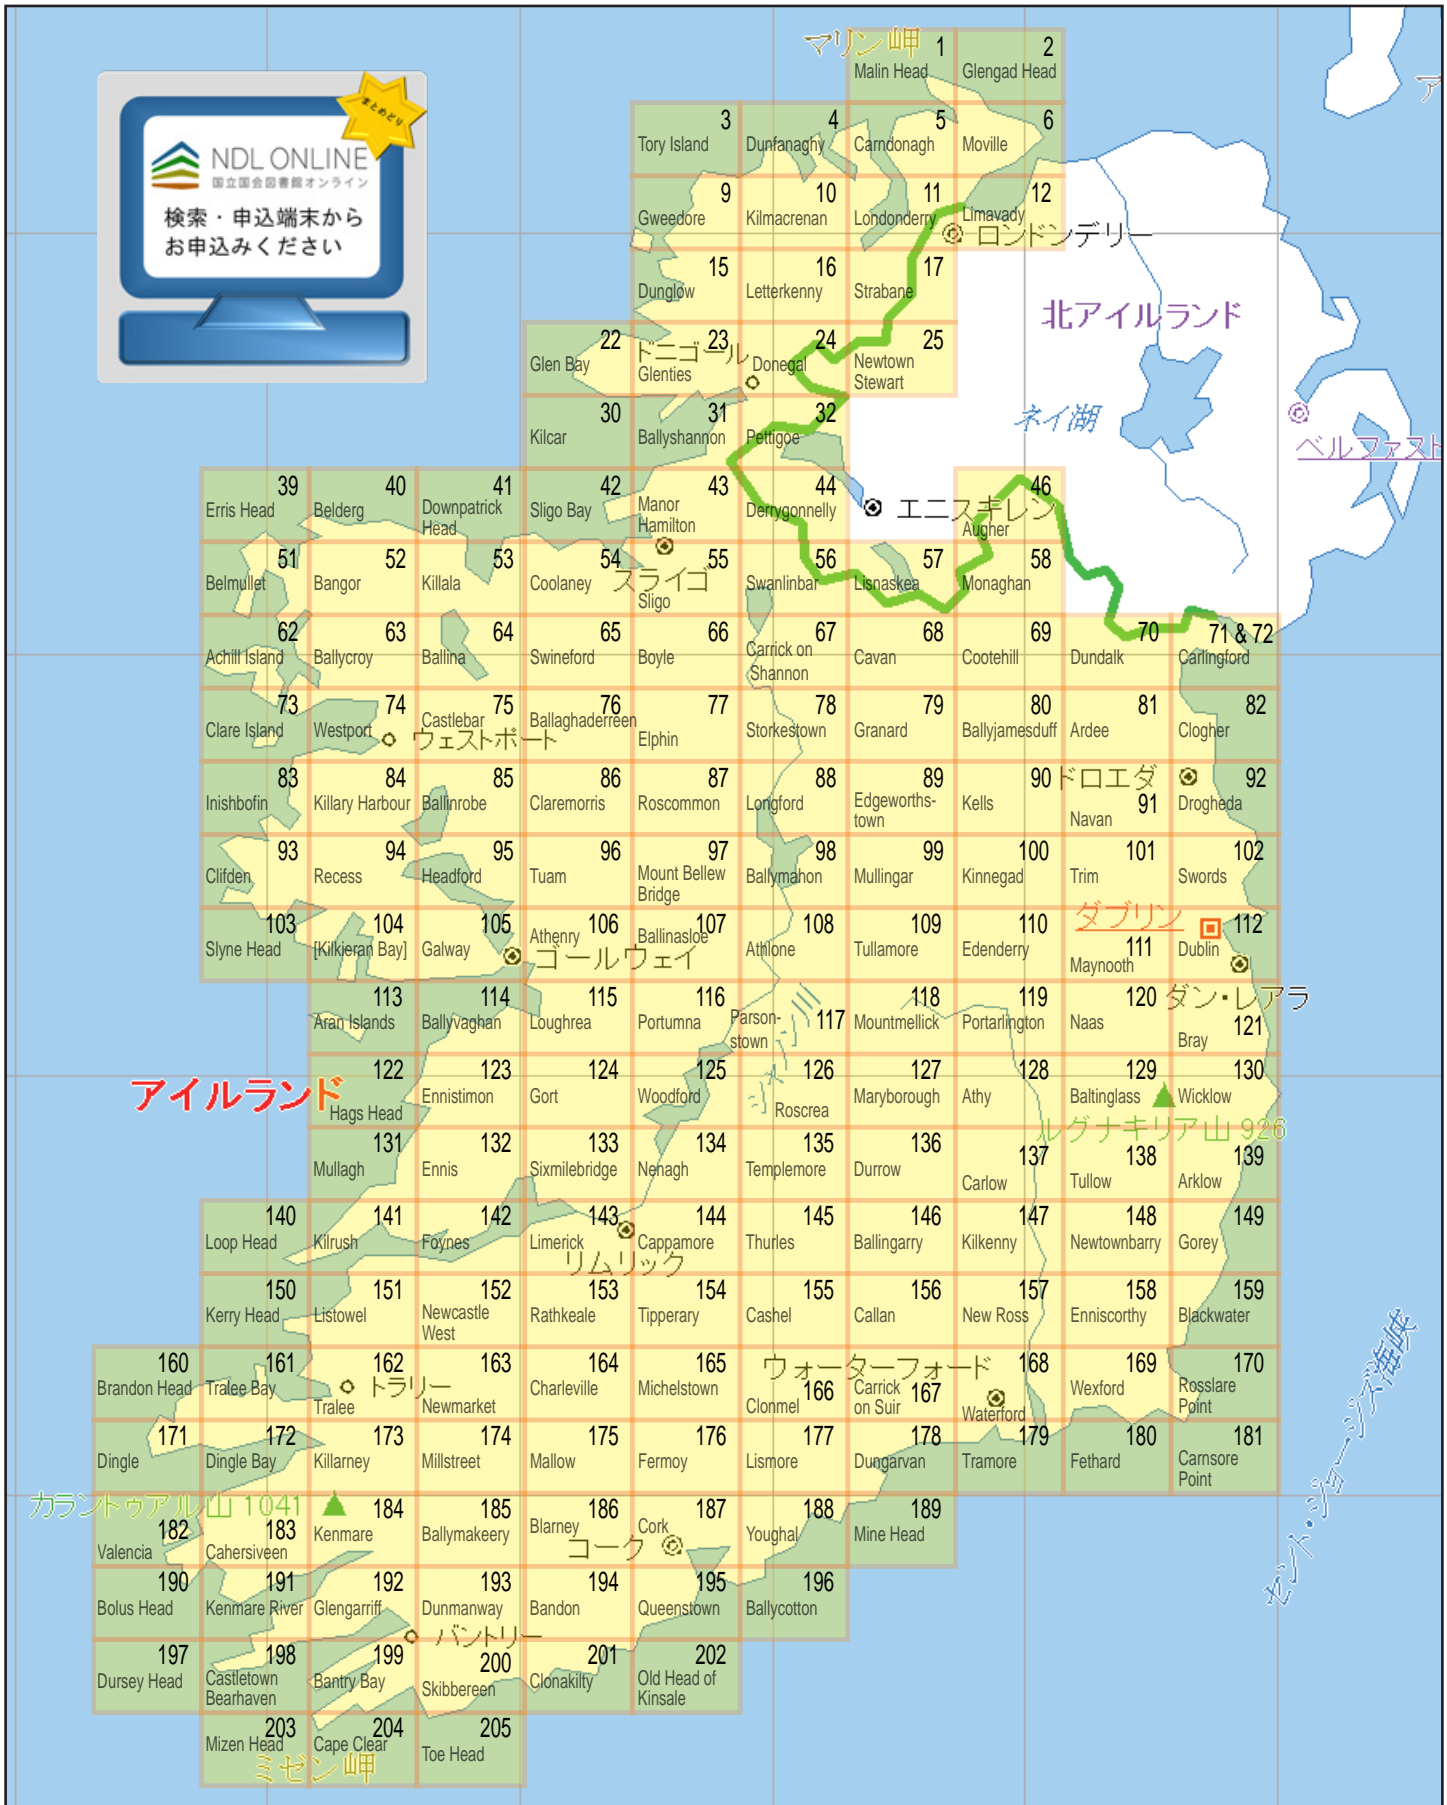 マリン岬
1
Malin Head
2
Glengad Head
まとめどり
NDL ONLINE
国立国会図書館オンライン
検索・申込端末から
お申込みください
ア
3
Tory Island
4
Dunfanaghy
5
Carndonagh
6
Moville
9
Gweedore
10
Kilmacrenan
11
Londonderry
12
Limavady
ロンドンデリー
15
Dunglow
16
Letterkenny
17
Strabane
北アイルランド
22
Glen Bay
23
ドニゴール
Glenties
24
Donegal
25
Newtown
Stewart
ネイ湖
ベルファスト
30
Kilcar
31
Ballyshannon
32
Pettigoe
39
Erris Head
40
Belderg
41
Downpatrick
Head
42
Sligo Bay
43
Manor
Hamilton
44
Derrygonnelly
エニスキレン
46
Augher
51
Belmullet
52
Bangor
53
Killala
54
Coolaney
スライゴ
55
Sligo
56
Swanlinbar
57
Lisnaskea
58
Monaghan
62
Achill Island
63
Ballycroy
64
Ballina
65
Swineford
66
Boyle
67
Carrick on
Shannon
68
Cavan
69
Cootehill
70
Dundalk
71 & 72
Carlingford
73
Clare Island
74
Westport
75
Castlebar
ウェストポート
76
Ballaghaderreen
77
Elphin
78
Storkestown
79
Granard
80
Ballyjamesduff
81
Ardee
82
Clogher
83
Inishbofin
84
Killary Harbour
85
Ballinrobe
86
Claremorris
87
Roscommon
88
Longford
89
Edgeworths-
town
90
Kells
ドロエダ
91
Navan
92
Drogheda
93
Clifden
94
Recess
95
Headford
96
Tuam
97
Mount Bellew
Bridge
98
Ballymahon
99
Mullingar
100
Kinnegad
101
Trim
102
Swords
103
Slyne Head
104
[Kilkieran Bay]
105
Galway
106
Athenry
ゴールウェイ
107
Ballinasloe
108
Athlone
109
Tullamore
110
Edenderry
ダブリン
111
Maynooth
112
Dublin
ダン・レアラ
113
Aran Islands
114
Ballyvaghan
115
Loughrea
116
Portumna
117
Parson-
stown
118
Mountmellick
119
Portarlington
120
Naas
121
Bray
アイルランド
122
Hags Head
123
Ennistimon
124
Gort
125
Woodford
126
Roscrea
127
Maryborough
128
Athy
129
Baltinglass
130
Wicklow
ルグナキリア山 926
131
Mullagh
132
Ennis
133
Sixmilebridge
134
Nenagh
135
Templemore
136
Durrow
137
Carlow
138
Tullow
139
Arklow
140
Loop Head
141
Kilrush
142
Foynes
143
Limerick
リムリック
144
Cappamore
145
Thurles
146
Ballingarry
147
Kilkenny
148
Newtownbarry
149
Gorey
150
Kerry Head
151
Listowel
152
Newcastle
West
153
Rathkeale
154
Tipperary
155
Cashel
156
Callan
157
New Ross
158
Enniscorthy
159
Blackwater
160
Brandon Head
161
Tralee Bay
162
トラリー
Tralee
163
Newmarket
164
Charleville
165
Michelstown
ウォーターフォード
166
Clonmel
167
Carrick
on Suir
168
Waterford
169
Wexford
170
Rosslare
Point
セント・ジョージズ海峡
171
Dingle
172
Dingle Bay
173
Killarney
174
Millstreet
175
Mallow
176
Fermoy
177
Lismore
178
Dungarvan
179
Tramore
180
Fethard
181
Carnsore
Point
カラントゥアル山 1041
182
Valencia
183
Cahersiveen
184
Kenmare
185
Ballymakeery
186
Blarney
コーク
187
Cork
188
Youghal
189
Mine Head
190
Bolus Head
191
Kenmare River
192
Glengarriff
193
Dunmanway
バントリー
194
Bandon
195
Queenstown
196
Ballycotton
197
Dursey Head
198
Castletown
Bearhaven
199
Bantry Bay
200
Skibbereen
201
Clonakilty
202
Old Head of
Kinsale
203
Mizen Head
ミゼン岬
204
Cape Clear
205
Toe Head